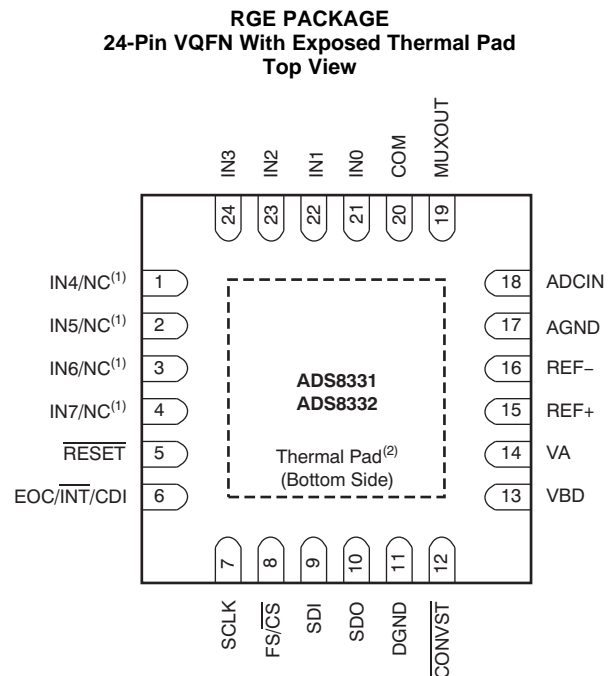 RGE PACKAGE
24-Pin VQFN With Exposed Thermal Pad
Top View
IN3
IN2
IN1
IN0
COM
MUXOUT
24
23
22
21
20
19
IN4/NC(1)
1
18
ADCIN
IN5/NC(1)
2
17
AGND
IN6/NC(1)
3
16
REF−
IN7/NC(1)
4
15
REF+
RESET
5
14
VA
EOC/INT/CDI
6
13
VBD
ADS8331
ADS8332
Thermal Pad(2)
(Bottom Side)
7
8
9
10
11
12
SCLK
FS/CS
SDI
SDO
DGND
CONVST